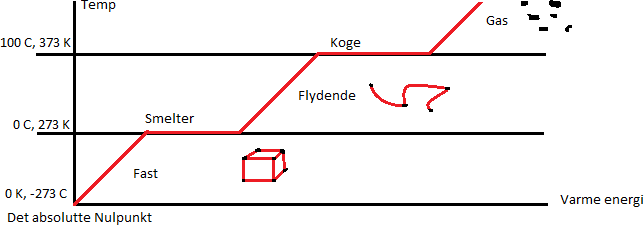 Temp
Gas
100 C, 373 K
Koge
Flydende
Smelter
0 C, 273 K
Fast
0 K, -273 C
Varme energi
Det absolutte Nulpunkt